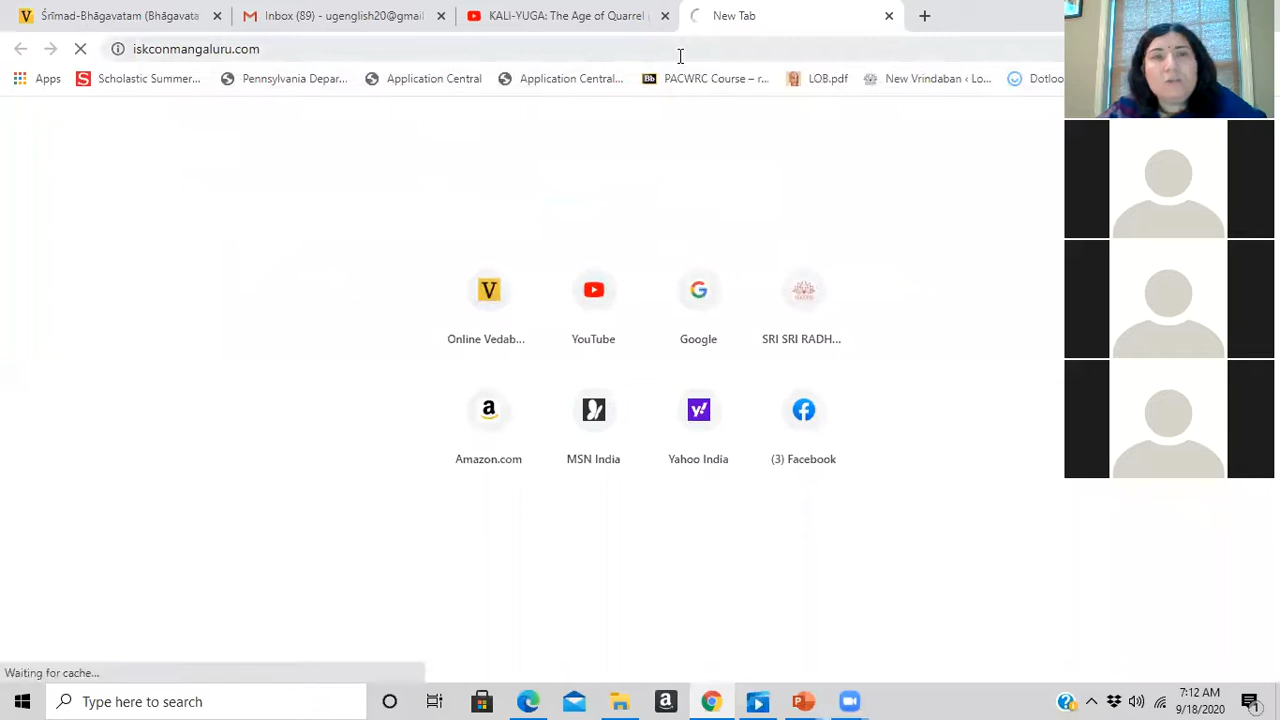 Śrīmad-Bhāgavatam (Bhāgavata
Inbox (89) - ugenglish20@gmail
KALI-YUGA: The Age of Quarrel
New Tab
iskconmangaluru.com
Apps
Scholastic Summer...
Pennsylvania Depar...
Application Central
Application Central...
Bb
PACWRC Course – r...
LOB.pdf
New Vrindaban ‹ Lo...
Dotloo
V
G
Online Vedab...
YouTube
Google
SRI SRI RADH...
a
y!
Amazon.com
MSN India
Yahoo India
(3) Facebook
Waiting for cache...
Type here to search
7:12 AM
9/18/2020